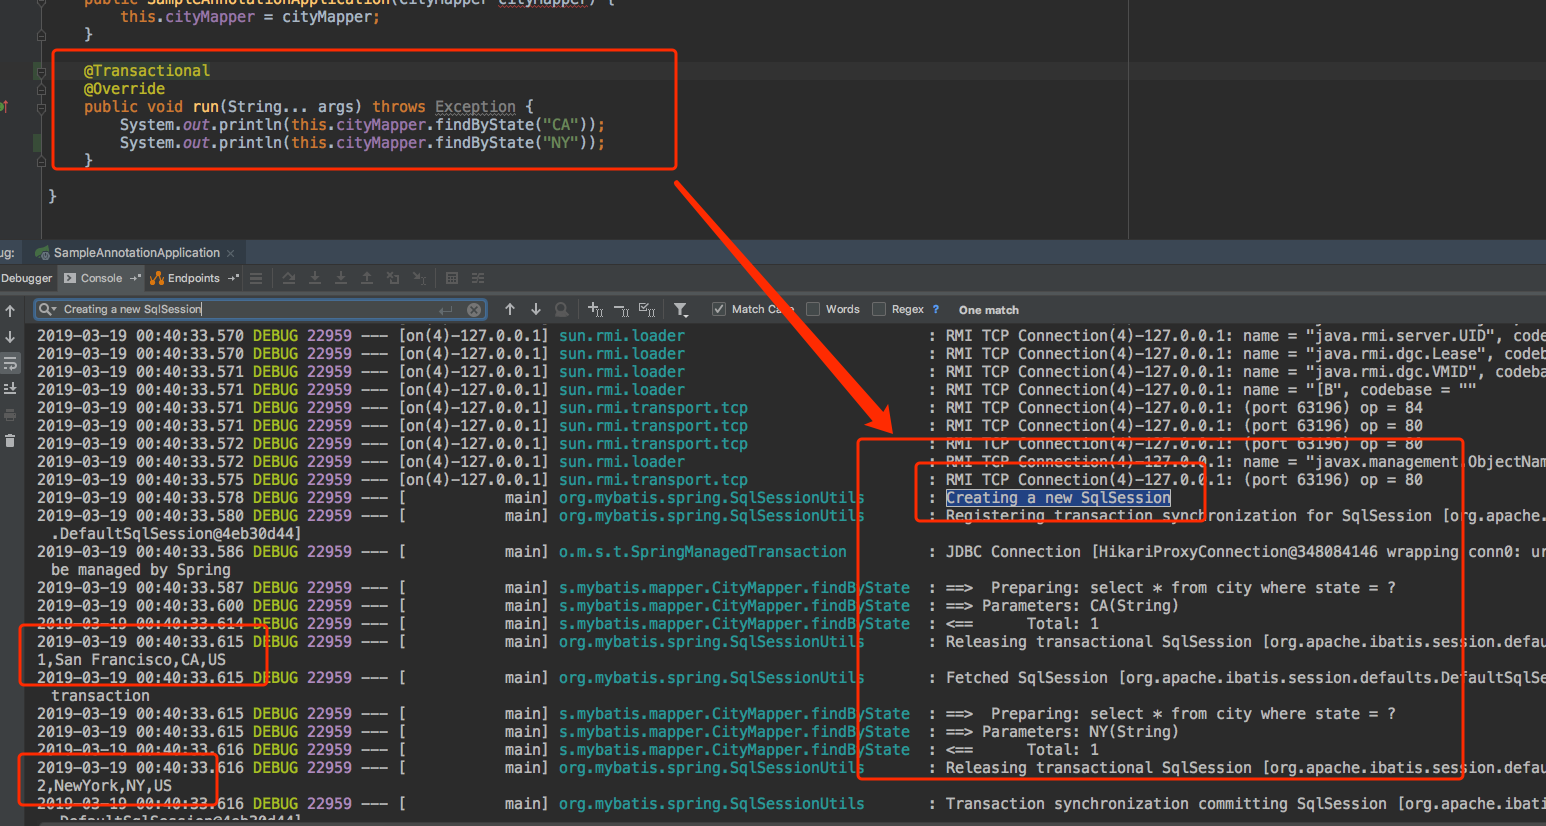 public SampleAnnotationApplication(CityMapper cityMapper) {
this.cityMapper = cityMapper;
}
@Transactional
@Override
public void run(String... args) throws Exception {
System.out.println(this.cityMapper.findByState("CA"));
System.out.println(this.cityMapper.findByState("NY"));
}
}
ug: SampleAnnotationApplication ×
Debugger Console Endpoints
Creating a new SqlSession Match Ca Words Regex ? One match
2019-03-19 00:40:33.570 DEBUG 22959 --- [on(4)-127.0.0.1] sun.rmi.loader : RMI TCP Connection(4)-127.0.0.1: name = "java.rmi.server.UID", code
2019-03-19 00:40:33.570 DEBUG 22959 --- [on(4)-127.0.0.1] sun.rmi.loader : RMI TCP Connection(4)-127.0.0.1: name = "java.rmi.dgc.Lease", codeb
2019-03-19 00:40:33.571 DEBUG 22959 --- [on(4)-127.0.0.1] sun.rmi.loader : RMI TCP Connection(4)-127.0.0.1: name = "java.rmi.dgc.VMID", codeba
2019-03-19 00:40:33.571 DEBUG 22959 --- [on(4)-127.0.0.1] sun.rmi.loader : RMI TCP Connection(4)-127.0.0.1: name = "[B", codebase = ""
2019-03-19 00:40:33.571 DEBUG 22959 --- [on(4)-127.0.0.1] sun.rmi.transport.tcp : RMI TCP Connection(4)-127.0.0.1: (port 63196) op = 84
2019-03-19 00:40:33.571 DEBUG 22959 --- [on(4)-127.0.0.1] sun.rmi.transport.tcp : RMI TCP Connection(4)-127.0.0.1: (port 63196) op = 80
2019-03-19 00:40:33.572 DEBUG 22959 --- [on(4)-127.0.0.1] sun.rmi.transport.tcp : RMI TCP Connection(4)-127.0.0.1: (port 63196) op = 80
2019-03-19 00:40:33.572 DEBUG 22959 --- [on(4)-127.0.0.1] sun.rmi.loader : RMI TCP Connection(4)-127.0.0.1: name = "javax.management.ObjectNam
2019-03-19 00:40:33.575 DEBUG 22959 --- [on(4)-127.0.0.1] sun.rmi.transport.tcp : RMI TCP Connection(4)-127.0.0.1: (port 63196) op = 80
2019-03-19 00:40:33.578 DEBUG 22959 --- [ main] org.mybatis.spring.SqlSessionUtils : Creating a new SqlSession
2019-03-19 00:40:33.580 DEBUG 22959 --- [ main] org.mybatis.spring.SqlSessionUtils : Registering transaction synchronization for SqlSession [org.apache.
.DefaultSqlSession@4eb30d44]
2019-03-19 00:40:33.586 DEBUG 22959 --- [ main] o.m.s.t.SpringManagedTransaction : JDBC Connection [HikariProxyConnection@348084146 wrapping conn0: ur
be managed by Spring
2019-03-19 00:40:33.587 DEBUG 22959 --- [ main] s.mybatis.mapper.CityMapper.findByState : ==> Preparing: select * from city where state = ?
2019-03-19 00:40:33.600 DEBUG 22959 --- [ main] s.mybatis.mapper.CityMapper.findByState : ==> Parameters: CA(String)
2019-03-19 00:40:33.614 DEBUG 22959 --- [ main] s.mybatis.mapper.CityMapper.findByState : <== Total: 1
2019-03-19 00:40:33.615 DEBUG 22959 --- [ main] org.mybatis.spring.SqlSessionUtils : Releasing transactional SqlSession [org.apache.ibatis.session.defau
1,San Francisco,CA,US
2019-03-19 00:40:33.615 DEBUG 22959 --- [ main] org.mybatis.spring.SqlSessionUtils : Fetched SqlSession [org.apache.ibatis.session.defaults.DefaultSqlSe
transaction
2019-03-19 00:40:33.615 DEBUG 22959 --- [ main] s.mybatis.mapper.CityMapper.findByState : ==> Preparing: select * from city where state = ?
2019-03-19 00:40:33.615 DEBUG 22959 --- [ main] s.mybatis.mapper.CityMapper.findByState : ==> Parameters: NY(String)
2019-03-19 00:40:33.616 DEBUG 22959 --- [ main] s.mybatis.mapper.CityMapper.findByState : <== Total: 1
2019-03-19 00:40:33.616 DEBUG 22959 --- [ main] org.mybatis.spring.SqlSessionUtils : Releasing transactional SqlSession [org.apache.ibatis.session.defau
2,NewYork,NY,US
2019-03-19 00:40:33.616 DEBUG 22959 --- [ main] org.mybatis.spring.SqlSessionUtils : Transaction synchronization committing SqlSession [org.apache.ibati
.DefaultSqlSession@4eb30d44]